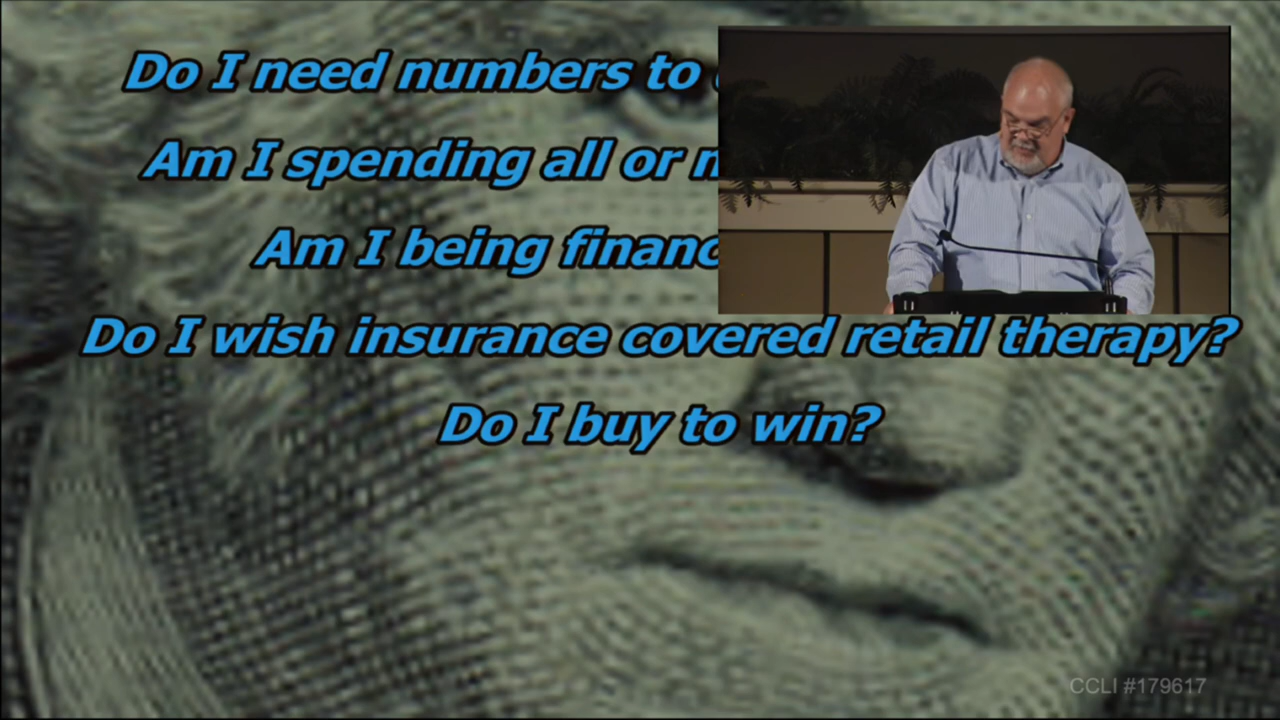 Do I need numbers to
Am I spending all or
Am I being
Do I wish insurance covered retail therapy?
Do I buy to win?
CCLI #179617